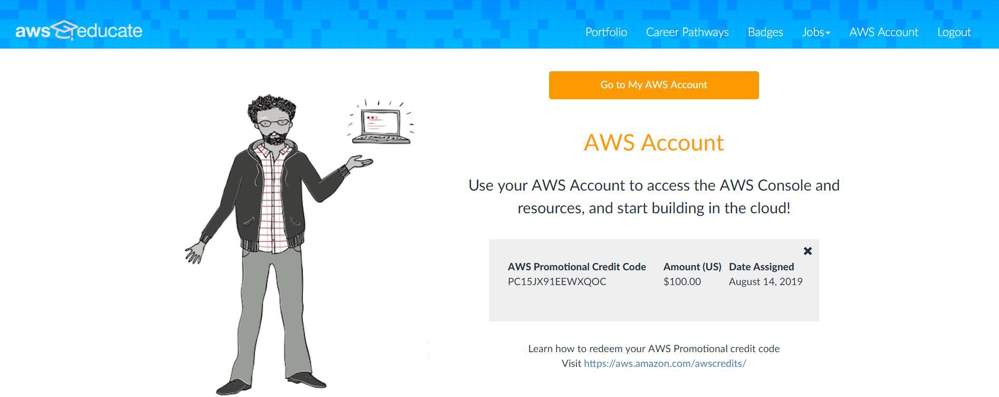 aws educate
Portfolio Career Pathways Badges Jobs AWS Account Logout
Go to My AWS Account
AWS Account
Use your AWS Account to access the AWS Console and
resources, and start building in the cloud!
AWS Promotional Credit Code Amount (US) Date Assigned
PC15JX91EEWXQOC $100.00 August 14, 2019
Learn how to redeem your AWS Promotional credit code
Visit https://aws.amazon.com/awscredits/